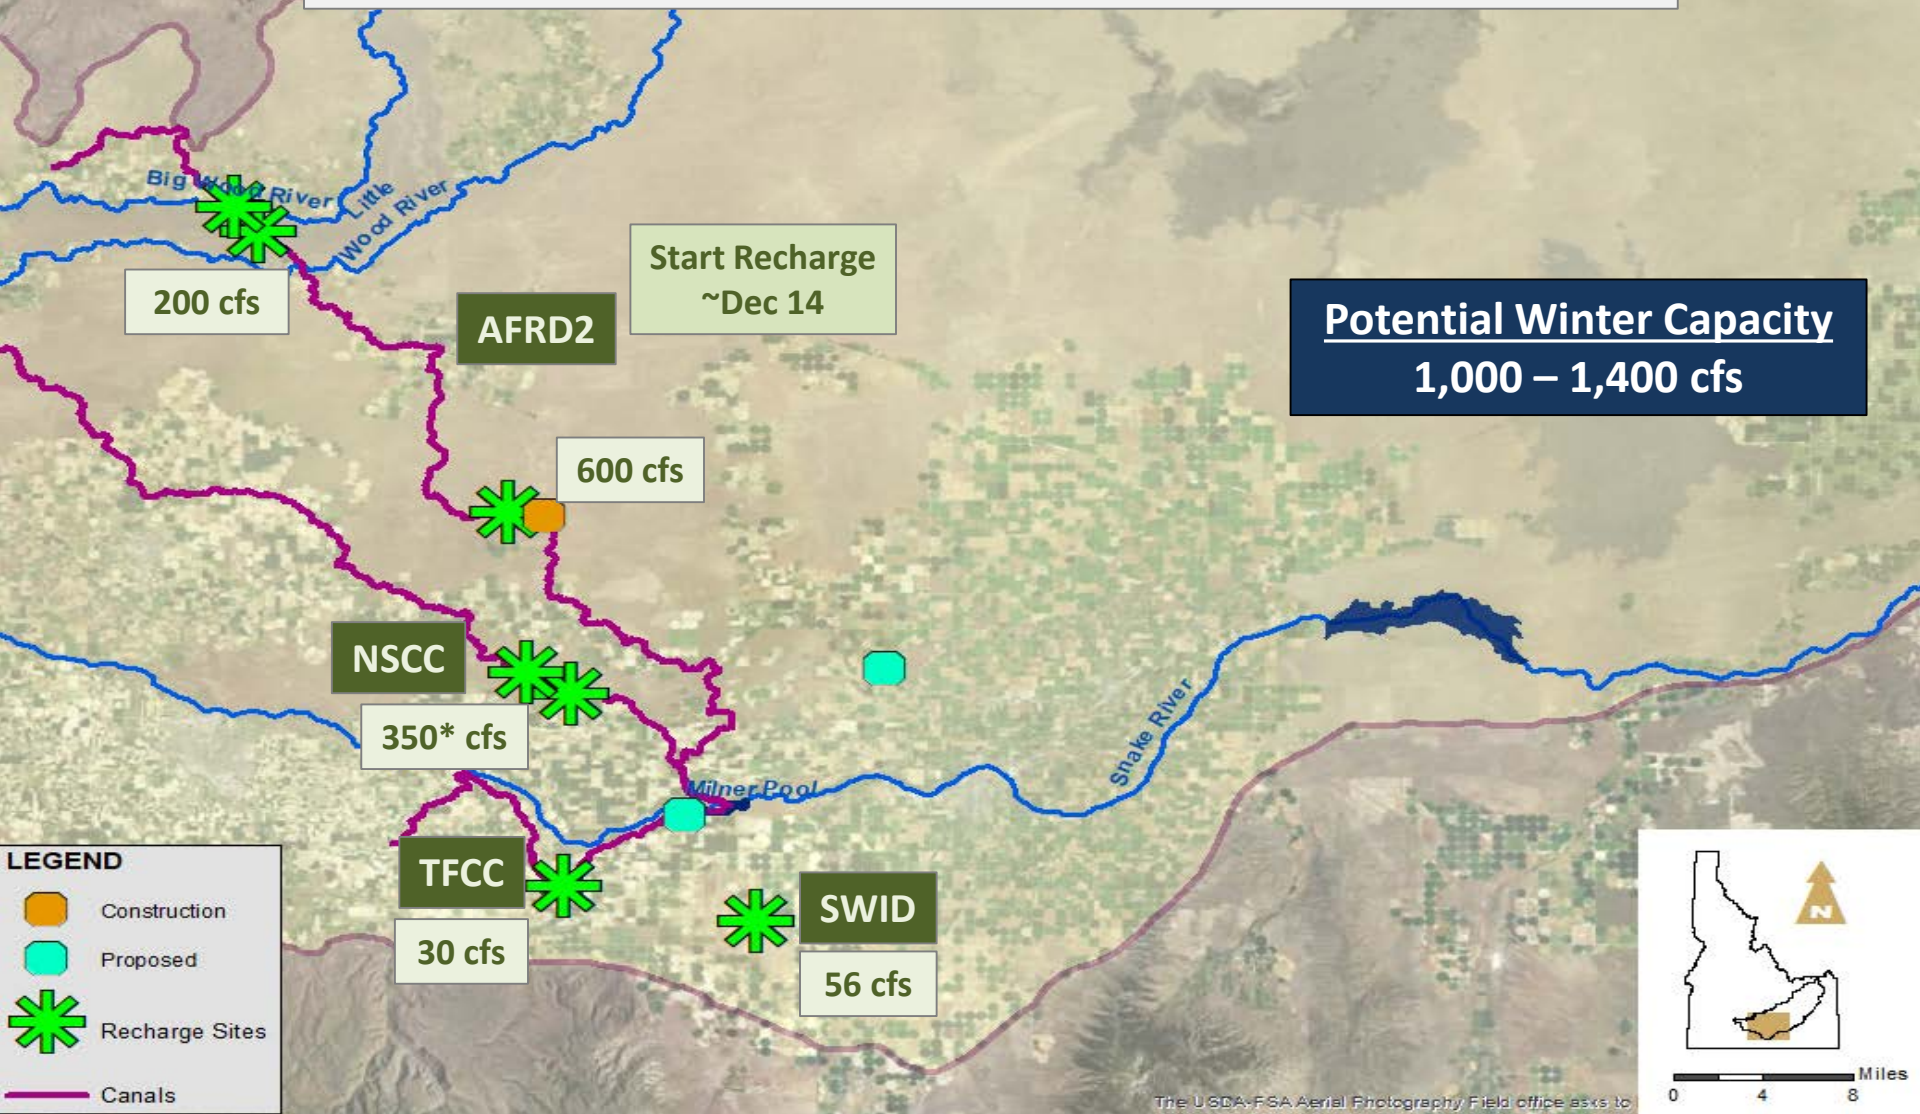 Big Wood River
Little
Wood River
200 cfs
AFRD2
Start Recharge
~Dec 14
Potential Winter Capacity
1,000 – 1,400 cfs
600 cfs
NSCC
350* cfs
Snake River
Milner Pool
TFCC
30 cfs
SWID
56 cfs
LEGEND
Construction
Proposed
Recharge Sites
Canals
N
Miles
0 4 8
The USDA-FSA Aerial Photography Field office asks to